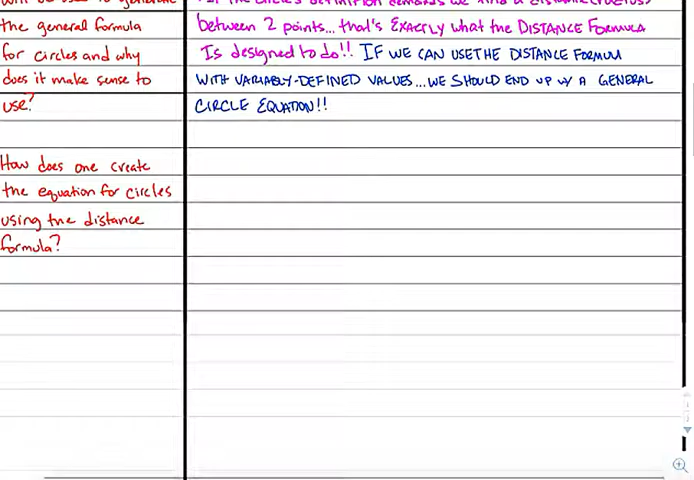 the general formula
for circles and why
does it make sense to
use?
How does one create
the equation for circles
using the distance
formula?
between 2 points... that's EXACTLY what the DISTANCE FORMULA
Is designed to do!! IF WE CAN USE THE DISTANCE FORMULA
WITH VARIABLY-DEFINED VALUES... WE SHOULD END UP W/ A GENERAL
CIRCLE EQUATION!!